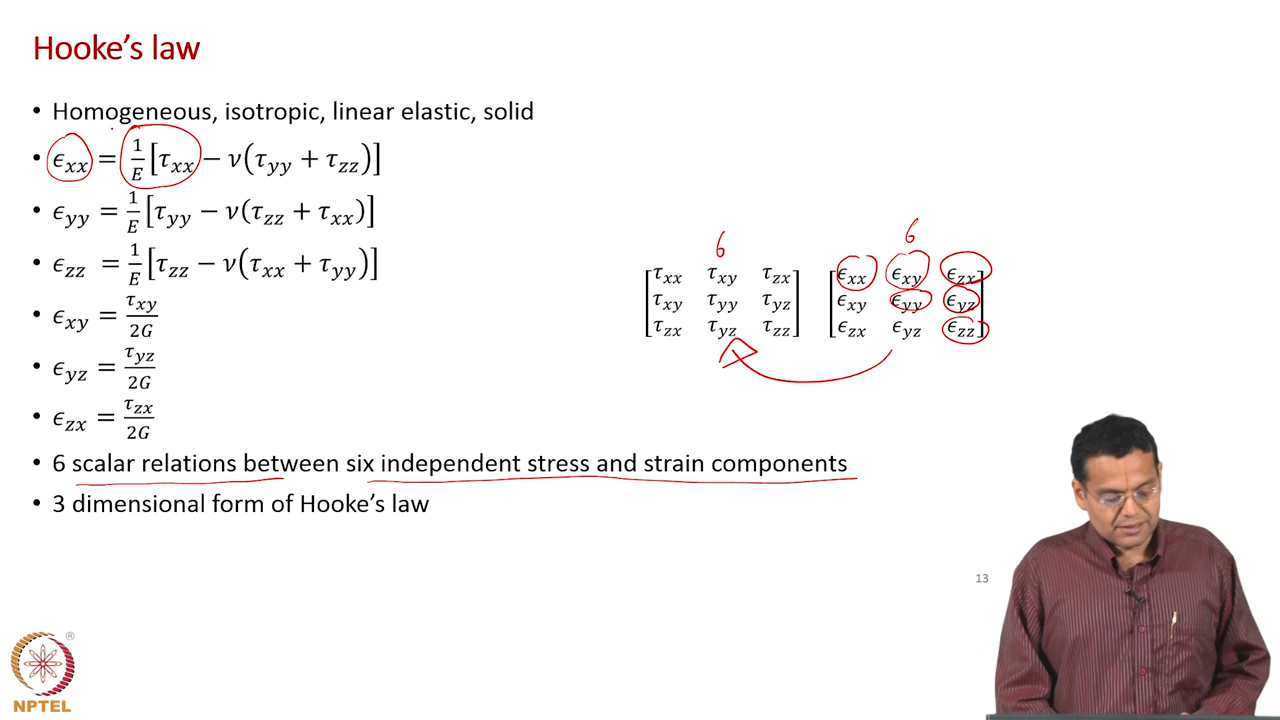 Hooke's law
• Homogeneous, isotropic, linear elastic, solid
• ϵxx = 1/E [τxx − ν(τyy + τzz)]
• ϵyy = 1/E [τyy − ν(τzz + τxx)]
• ϵzz = 1/E [τzz − ν(τxx + τyy)]
• ϵxy = τxy/2G
• ϵyz = τyz/2G
• ϵzx = τzx/2G
6 6
τxx τxy τzx ϵxx ϵxy ϵzx
τxy τyy τyz ϵxy ϵyy ϵyz
τzx τyz τzz ϵzx ϵyz ϵzz
• 6 scalar relations between six independent stress and strain components
• 3 dimensional form of Hooke's law
13
®
NPTEL